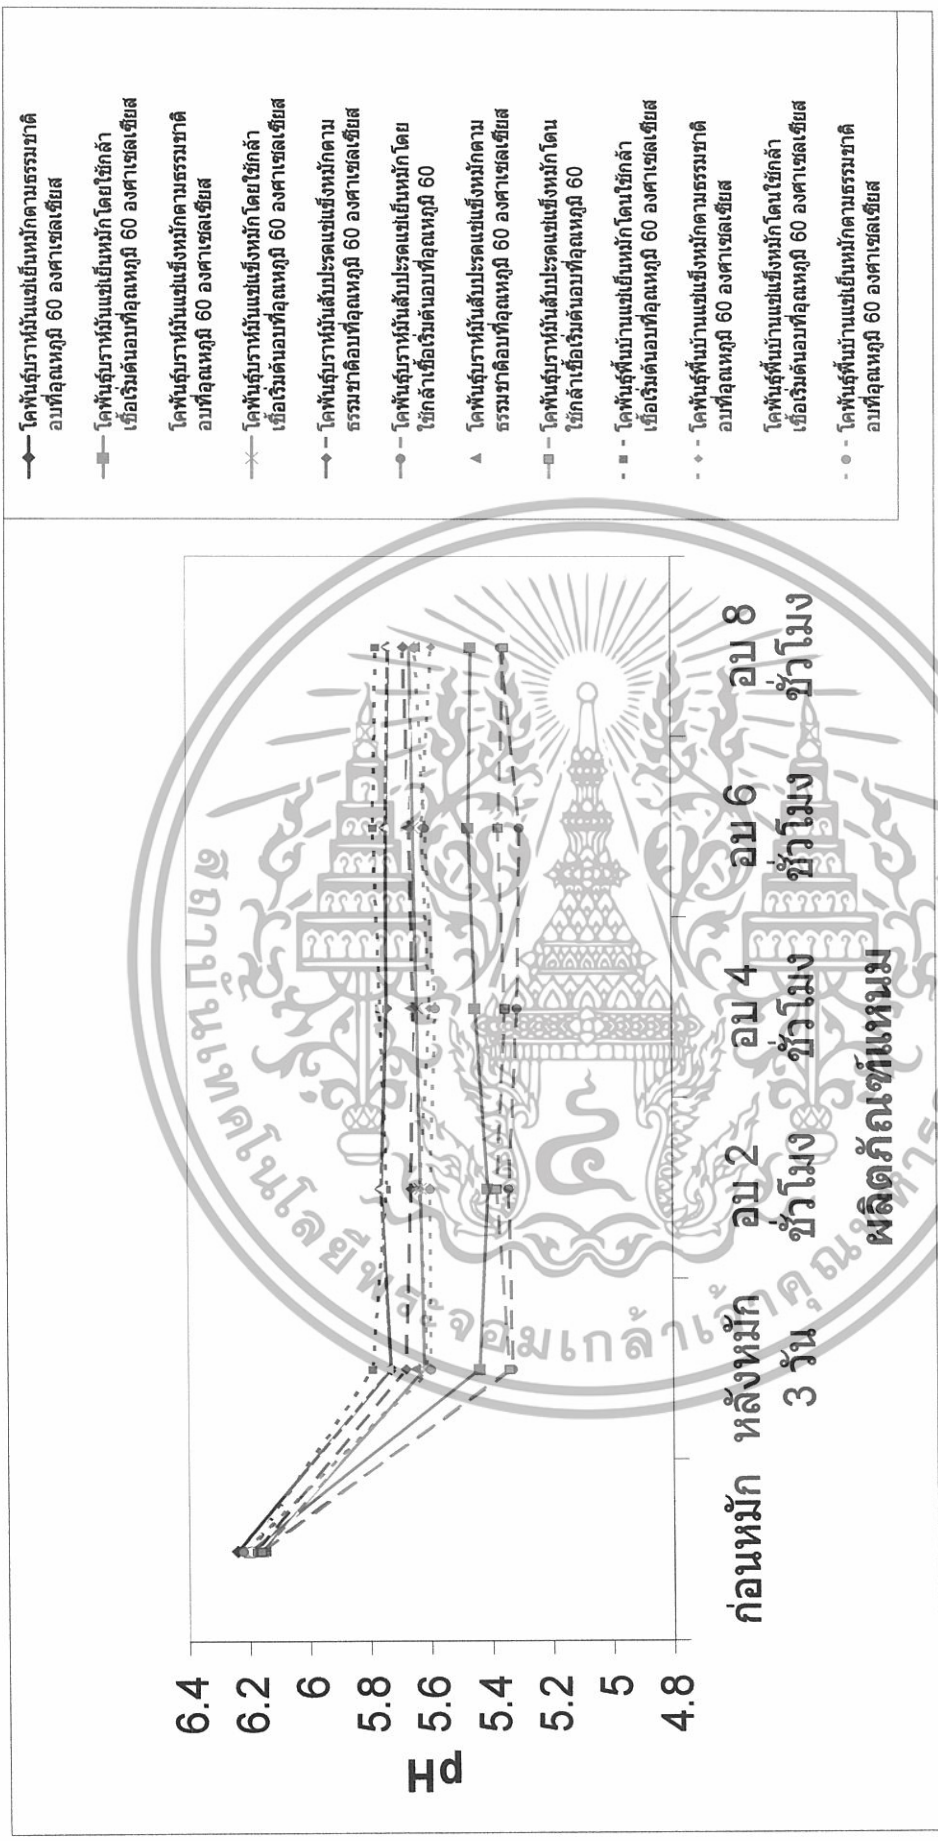 pH
6.4
6.2
6
5.8
5.6
5.4
5.2
5
4.8
ก่อนหมัก
หลังหมัก
3 วัน
อบ 2
ชั่วโมง
อบ 4
ชั่วโมง
อบ 6
ชั่วโมง
อบ 8
ชั่วโมง
ผลิตภัณฑ์แหนม
โคพันธุ์บราห์มันแช่เย็นหมักตามธรรมชาติ
อบที่อุณหภูมิ 60 องศาเซลเซียส
โคพันธุ์บราห์มันแช่เย็นหมักโดยใช้กล้า
เชื้อเริ่มต้นอบที่อุณหภูมิ 60 องศาเซลเซียส
โคพันธุ์บราห์มันแช่แข็งหมักตามธรรมชาติ
อบที่อุณหภูมิ 60 องศาเซลเซียส
โคพันธุ์บราห์มันแช่แข็งหมักโดยใช้กล้า
เชื้อเริ่มต้นอบที่อุณหภูมิ 60 องศาเซลเซียส
โคพันธุ์บราห์มันสับปะรดแช่แข็งหมักตาม
ธรรมชาติอบที่อุณหภูมิ 60 องศาเซลเซียส
โคพันธุ์บราห์มันสับปะรดแช่เย็นหมักโดย
ใช้กล้าเชื้อเริ่มต้นอบที่อุณหภูมิ 60
โคพันธุ์บราห์มันสับปะรดแช่แข็งหมักตาม
ธรรมชาติอบที่อุณหภูมิ 60 องศาเซลเซียส
โคพันธุ์บราห์มันสับปะรดแช่แข็งหมักโดน
ใช้กล้าเชื้อเริ่มต้นอบที่อุณหภูมิ 60
โคพันธุ์พื้นบ้านแช่เย็นหมักโดนใช้กล้า
เชื้อเริ่มต้นอบที่อุณหภูมิ 60 องศาเซลเซียส
โคพันธุ์พื้นบ้านแช่แข็งหมักตามธรรมชาติ
อบที่อุณหภูมิ 60 องศาเซลเซียส
โคพันธุ์พื้นบ้านแช่แข็งหมักโดนใช้กล้า
เชื้อเริ่มต้นอบที่อุณหภูมิ 60 องศาเซลเซียส
โคพันธุ์พื้นบ้านแช่เย็นหมักตามธรรมชาติ
อบที่อุณหภูมิ 60 องศาเซลเซียส